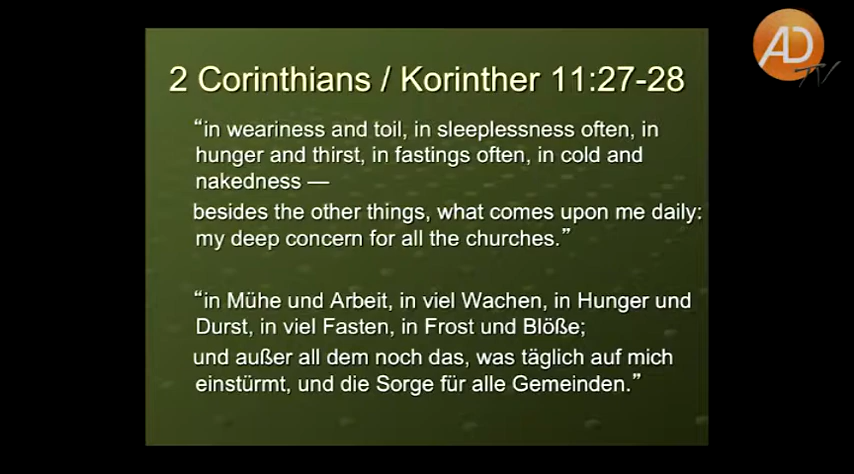 AD
TV
2 Corinthians / Korinther 11:27-28
“in weariness and toil, in sleeplessness often, in
hunger and thirst, in fastings often, in cold and
nakedness —
besides the other things, what comes upon me daily:
my deep concern for all the churches.”
“in Mühe und Arbeit, in viel Wachen, in Hunger und
Durst, in viel Fasten, in Frost und Blöße;
und außer all dem noch das, was täglich auf mich
einstürmt, und die Sorge für alle Gemeinden.”